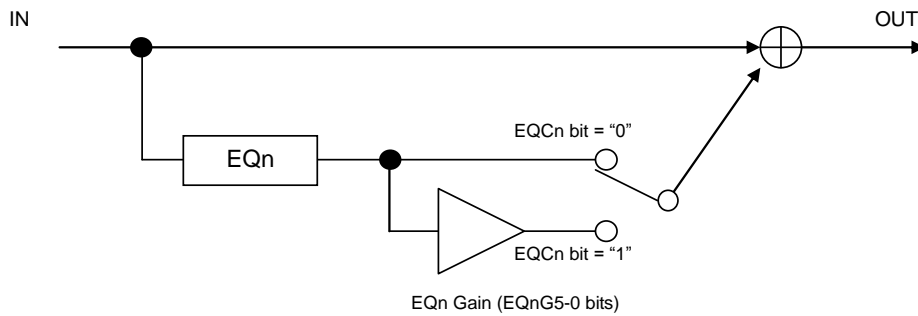 IN
OUT
EQCn bit = “0”
EQn
EQCn bit = “1”
EQn Gain (EQnG5-0 bits)